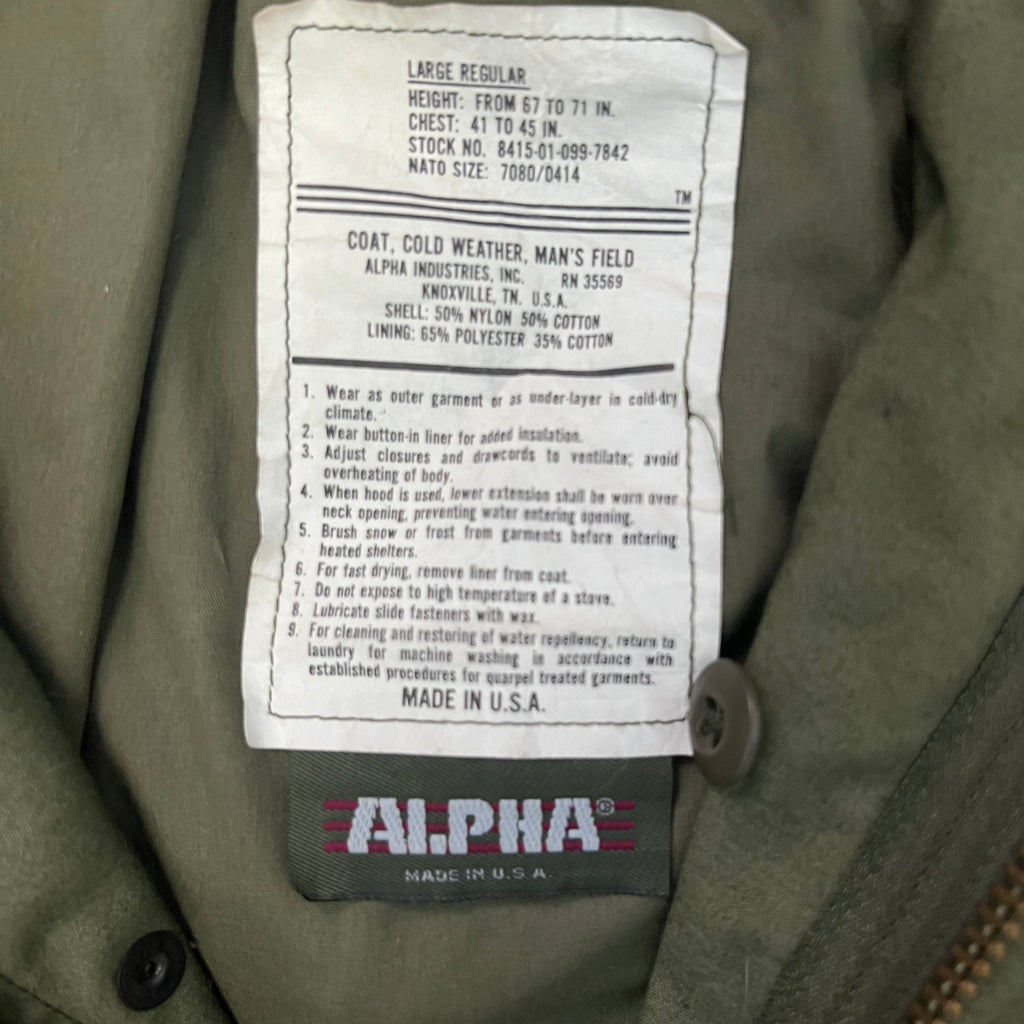 LARGE REGULAR
HEIGHT: FROM 67 TO 71 IN.
CHEST: 41 TO 45 IN.
STOCK NO. 8415-01-099-7842
NATO SIZE: 7080/0414
TM
COAT, COLD WEATHER, MAN'S FIELD
ALPHA INDUSTRIES, INC. RN 35569
KNOXVILLE, TN. U.S.A.
SHELL: 50% NYLON 50% COTTON
LINING: 65% POLYESTER 35% COTTON
1. Wear as outer garment or as under-layer in cold-dry
climate.
2. Wear button-in liner for added insulation.
3. Adjust closures and drawcords to ventilate; avoid
overheating of body.
4. When hood is used, lower extension shall be worn over
neck opening, preventing water entering opening.
5. Brush snow or frost from garments before entering
heated shelters.
6. For fast drying, remove liner from coat.
7. Do not expose to high temperature of a stove.
8. Lubricate slide fasteners with wax.
9. For cleaning and restoring of water repellency, return to
laundry for machine washing in accordance with
established procedures for quarpel treated garments.
MADE IN U.S.A.
ALPHA®
MADE IN U.S.A.